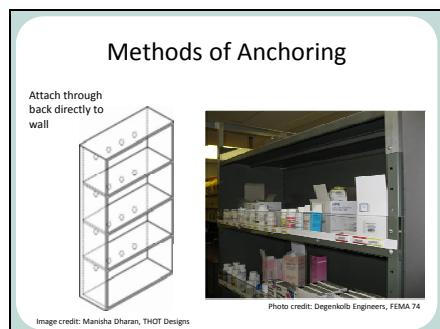 Methods of Anchoring
Attach through
back directly to
wall
Photo credit: Degenkolb Engineers, FEMA 74
Image credit: Manisha Dharan, THOT Designs